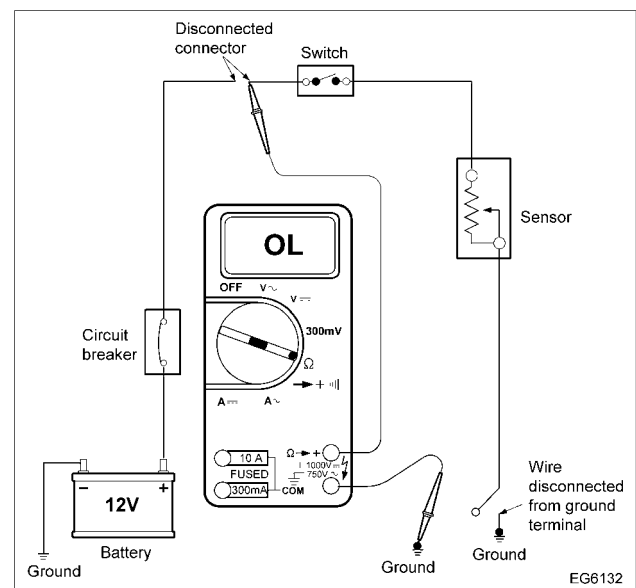 Disconnected
connector
Switch
Sensor
OL
OFF
V~
V⎓
300mV
Ω
A⎓
A~
Circuit
breaker
Ω
+
10 A
FUSED
300mA
COM
1000V⎓
750V~
12V
–
+
Battery
Ground
Ground
Wire
disconnected
from ground
terminal
Ground
EG6132